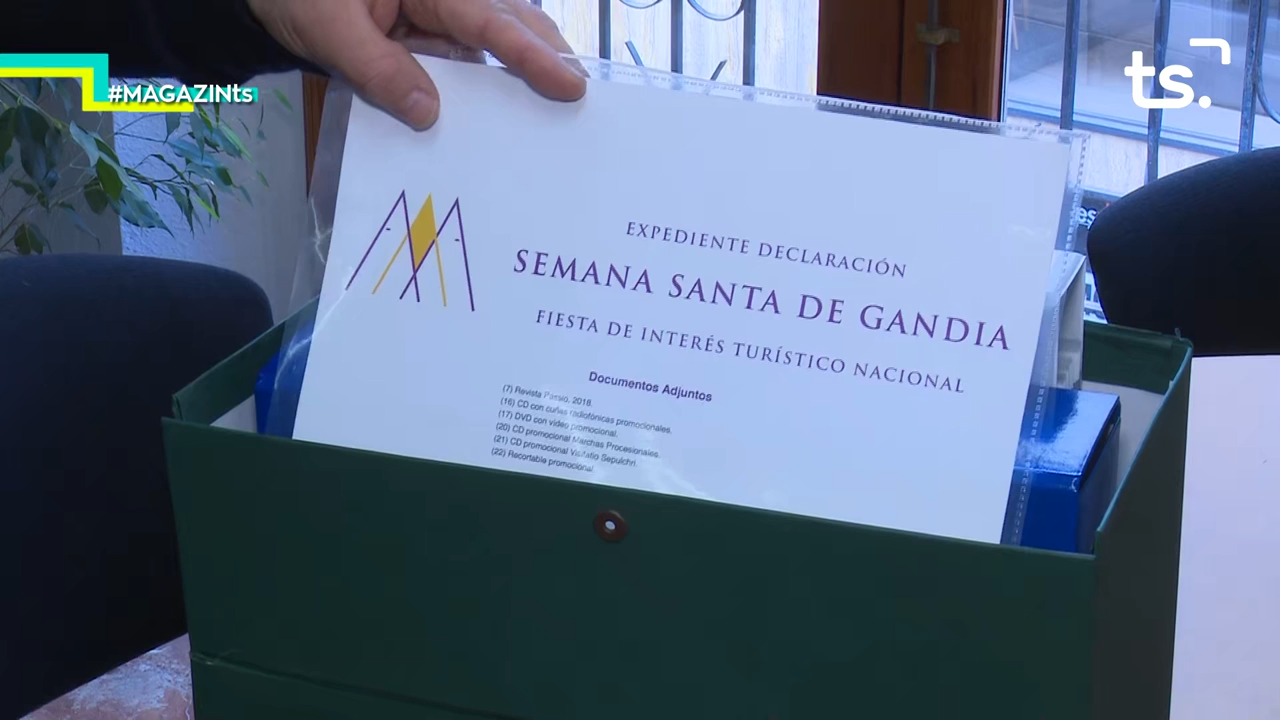 #MAGAZINts
ts.
EXPEDIENTE DECLARACIÓN
SEMANA SANTA DE GANDIA
FIESTA DE INTERÉS TURÍSTICO NACIONAL
Documentos Adjuntos
(7) Revista Passio, 2018.
(16) CD con cuñas radiofónicas promocionales.
(17) DVD con vídeo promocional.
(20) CD promocional Marchas Procesionales.
(21) CD promocional Visitatio Sepulchri.
(22) Recortable promocional